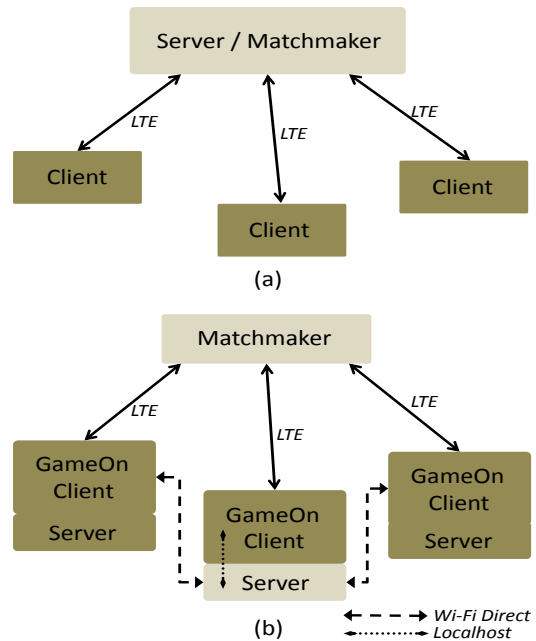 Server / Matchmaker
LTE
LTE
LTE
Client
Client
Client
(a)
Matchmaker
LTE
LTE
LTE
GameOn
Client
Server
GameOn
Client
Server
GameOn
Client
Server
Wi-Fi Direct
Localhost
(b)